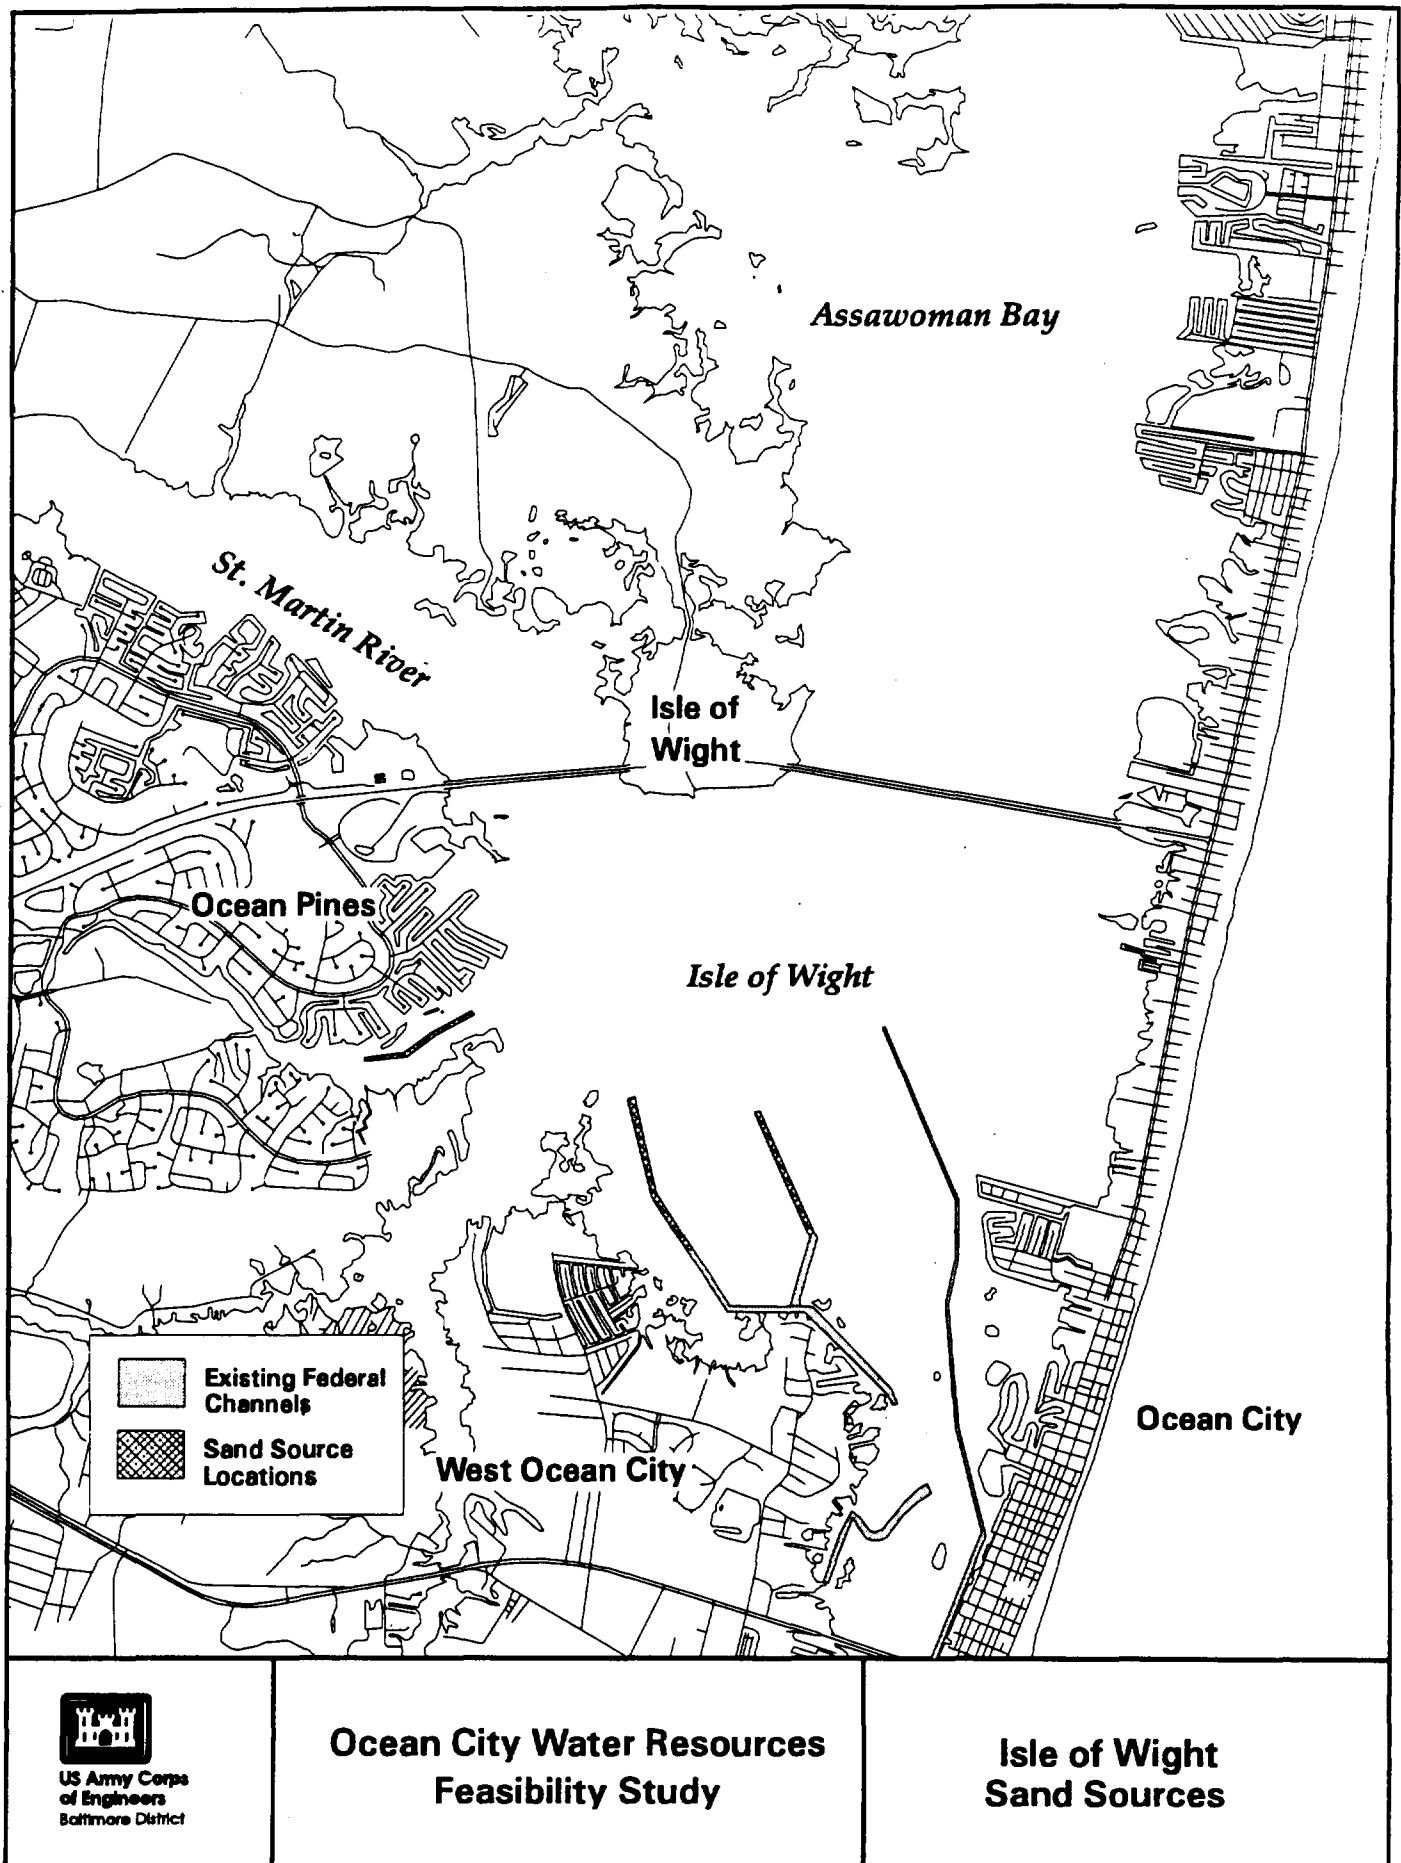 Assawoman Bay
St. Martin River
Isle of
Wight
Ocean Pines
Isle of Wight
Existing Federal
Channels
Sand Source
Locations
Ocean City
West Ocean City
US Army Corps
of Engineers
Baltimore District
Ocean City Water Resources
Feasibility Study
Isle of Wight
Sand Sources